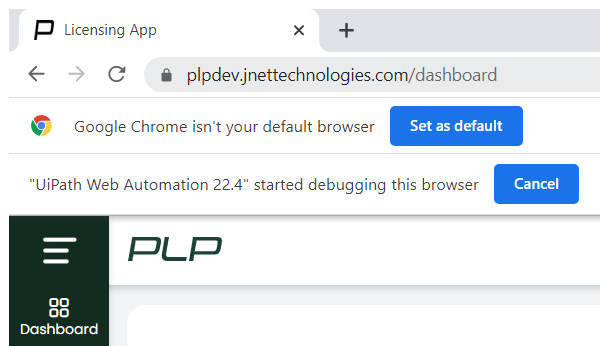 Licensing App
plpdev.jnettechnologies.com/dashboard
Google Chrome isn't your default browser
Set as default
"UiPath Web Automation 22.4" started debugging this browser
Cancel
PLP
Dashboard